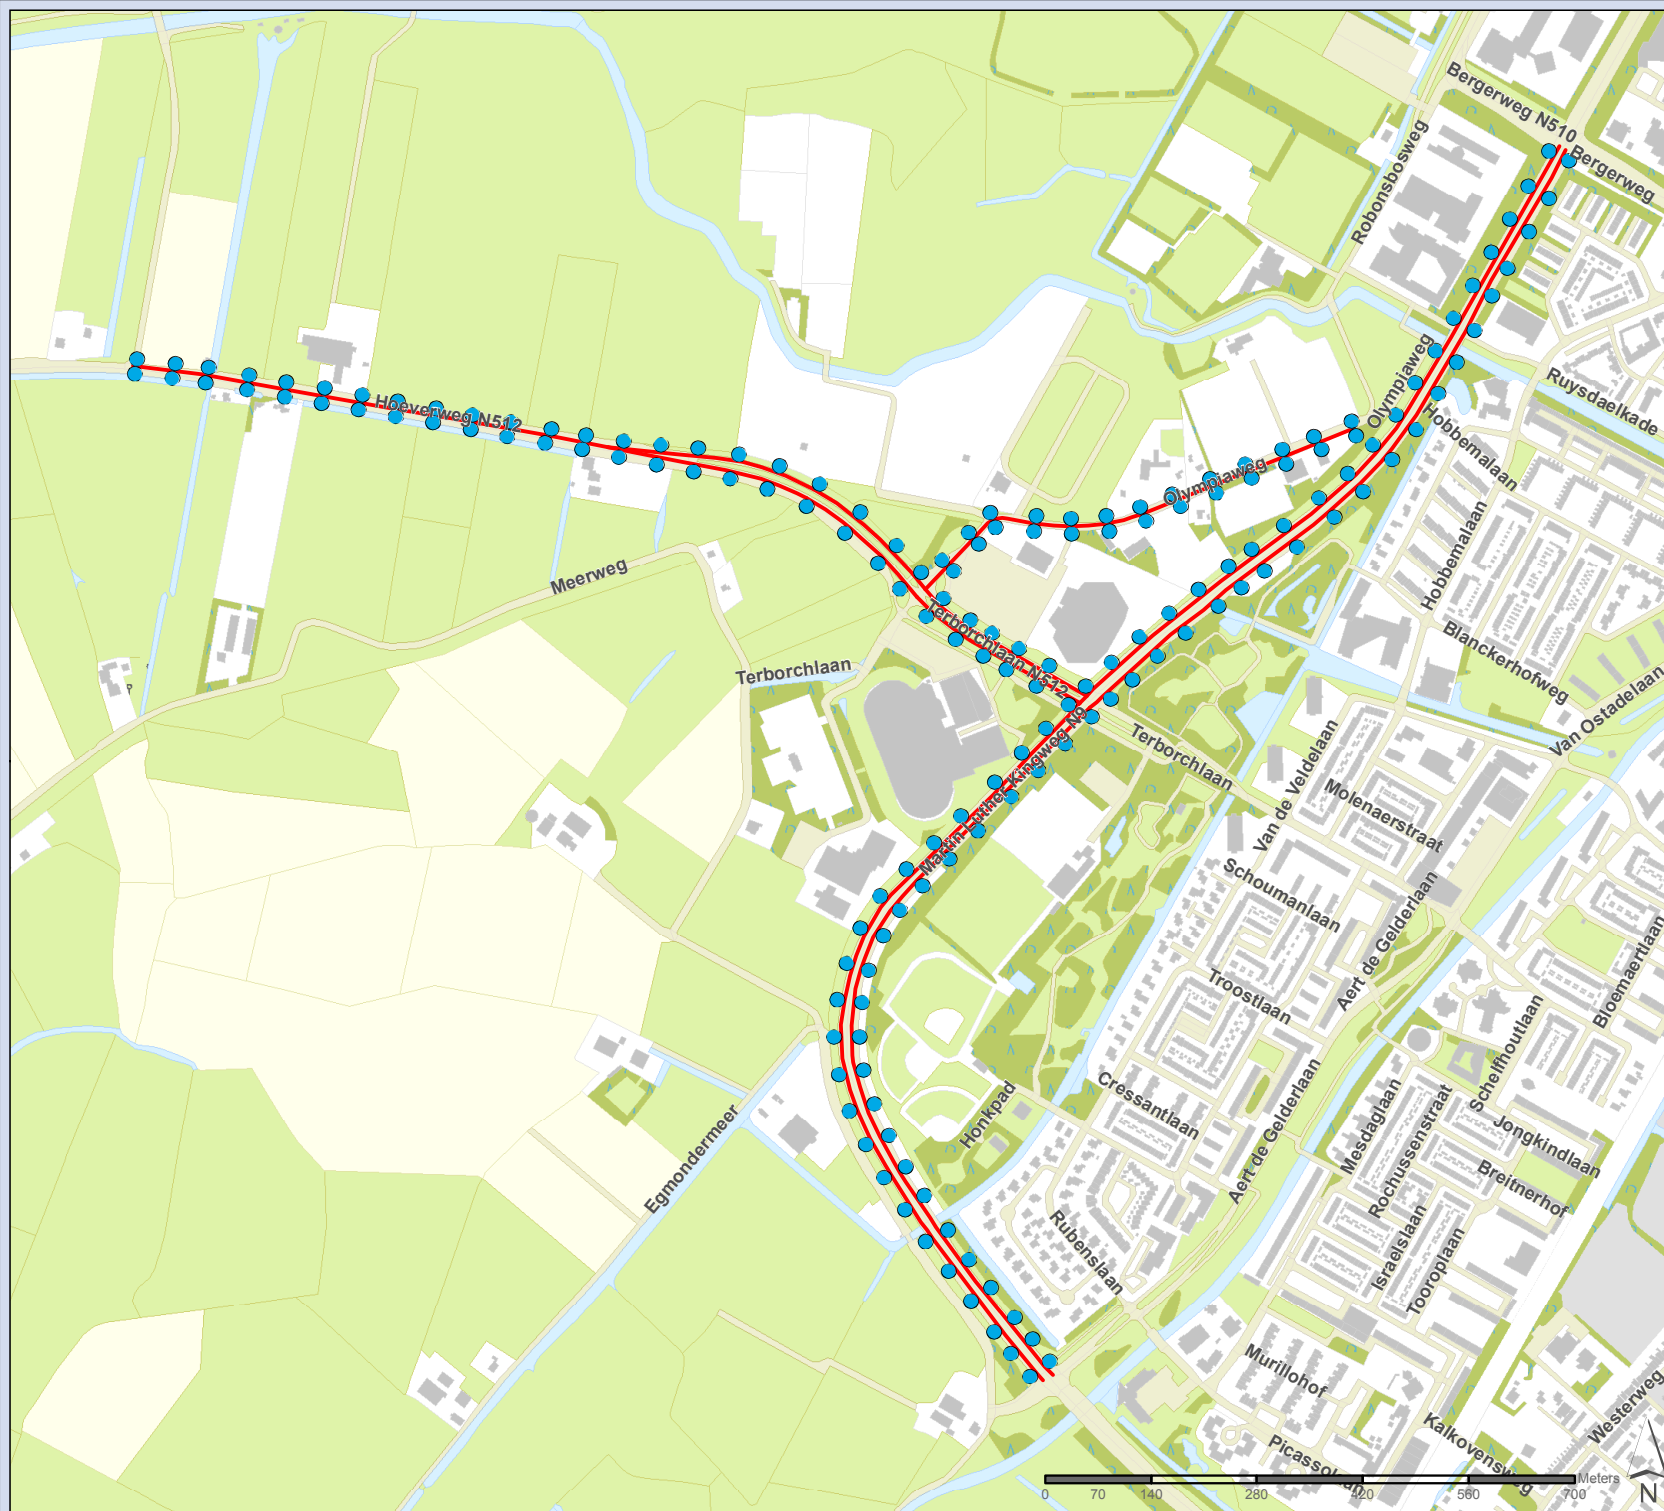 Bergerweg N510
Bergerweg
Robonsbosweg
Olympiaweg
Ruysdaelkade
Hoeverweg N512
Hobbemalaan
Olympiaweg
Hobbemalaan
Meerweg
Terborchlaan N512
Blanckerhofweg
Terborchlaan
Van Ostadelaan
Martin Luther Kingweg N9
Terborchlaan
Van de Veldelaan
Molenaerstraat
Schoumanlaan
Aert de Gelderlaan
Bloemaertlaan
Troostlaan
Schelfhoutlaan
Honkpad
Cressantlaan
Mesdaglaan
Rochussenstraat
Jongkindlaan
Egmondermeer
Aert de Gelderlaan
Breitnerhof
Rubenslaan
Israelslaan
Tooroplaan
Murillohof
Westerweg
Kalkovensweg
Picassolaan
Meters
0 70 140 280 420 560 700
N